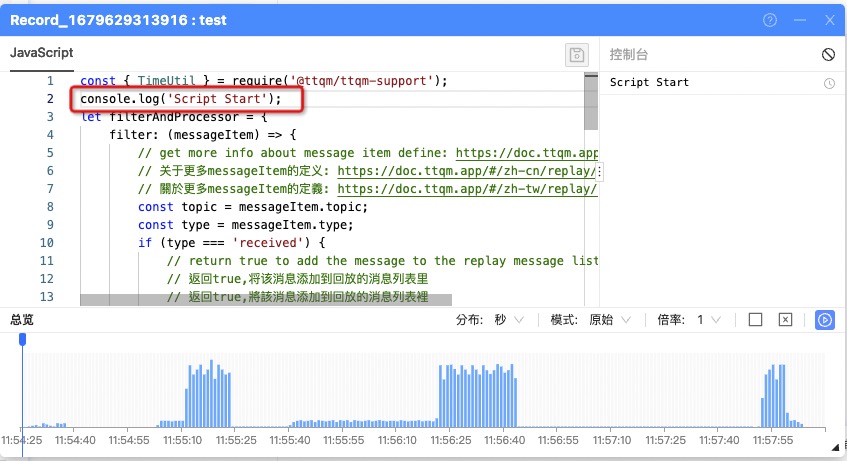 Record_1679629313916 : test
JavaScript
控制台
1 const { TimeUtil } = require('@ttqm/ttqm-support');
2 console.log('Script Start');
3 let filterAndProcessor = {
4 filter: (messageItem) => {
5 // get more info about message item define: https://doc.ttqm.app
6 // 关于更多messageItem的定义: https://doc.ttqm.app/#/zh-cn/replay/
7 // 關於更多messageItem的定義: https://doc.ttqm.app/#/zh-tw/replay/
8 const topic = messageItem.topic;
9 const type = messageItem.type;
10 if (type === 'received') {
11 // return true to add the message to the replay message list
12 // 返回true,将该消息添加到回放的消息列表里
13 // 返回true,將該消息添加到回放的消息列表裡
Script Start
总览
分布: 秒
模式: 原始
倍率: 1
11:54:25 11:54:40 11:54:55 11:55:10 11:55:25 11:55:40 11:55:55 11:56:10 11:56:25 11:56:40 11:56:55 11:57:10 11:57:25 11:57:40 11:57:55